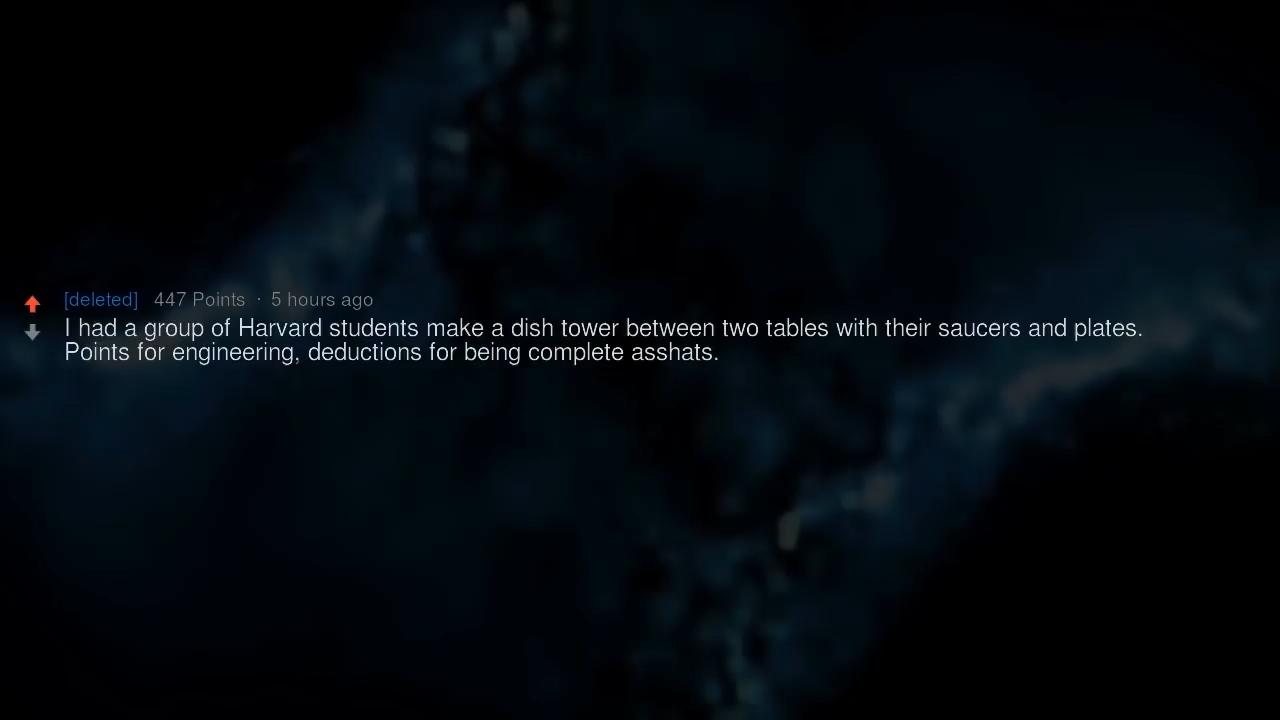 [deleted] 447 Points · 5 hours ago
I had a group of Harvard students make a dish tower between two tables with their saucers and plates.
Points for engineering, deductions for being complete asshats.